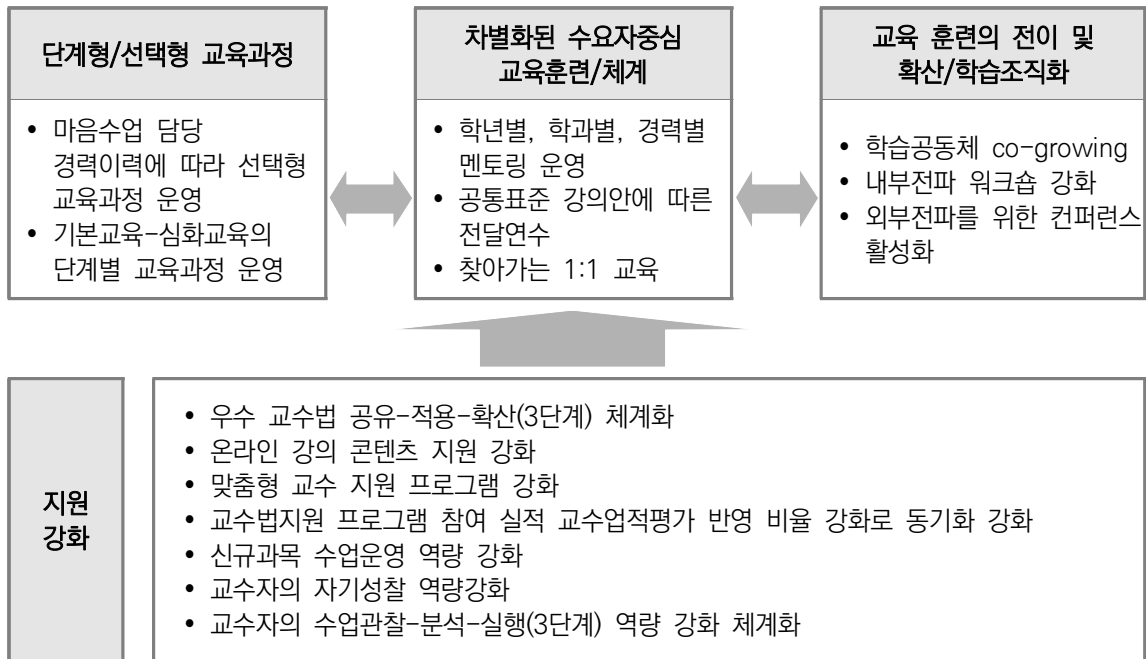 단계형/선택형 교육과정
• 마음수업 담당
경력이력에 따라 선택형
교육과정 운영
• 기본교육-심화교육의
단계별 교육과정 운영
차별화된 수요자중심
교육훈련/체계
• 학년별, 학과별, 경력별
멘토링 운영
• 공통표준 강의안에 따른
전달연수
• 찾아가는 1:1 교육
교육 훈련의 전이 및
확산/학습조직화
• 학습공동체 co-growing
• 내부전파 워크숍 강화
• 외부전파를 위한 컨퍼런스
활성화
지원
강화
• 우수 교수법 공유-적용-확산(3단계) 체계화
• 온라인 강의 콘텐츠 지원 강화
• 맞춤형 교수 지원 프로그램 강화
• 교수법지원 프로그램 참여 실적 교수업적평가 반영 비율 강화로 동기화 강화
• 신규과목 수업운영 역량 강화
• 교수자의 자기성찰 역량강화
• 교수자의 수업관찰-분석-실행(3단계) 역량 강화 체계화